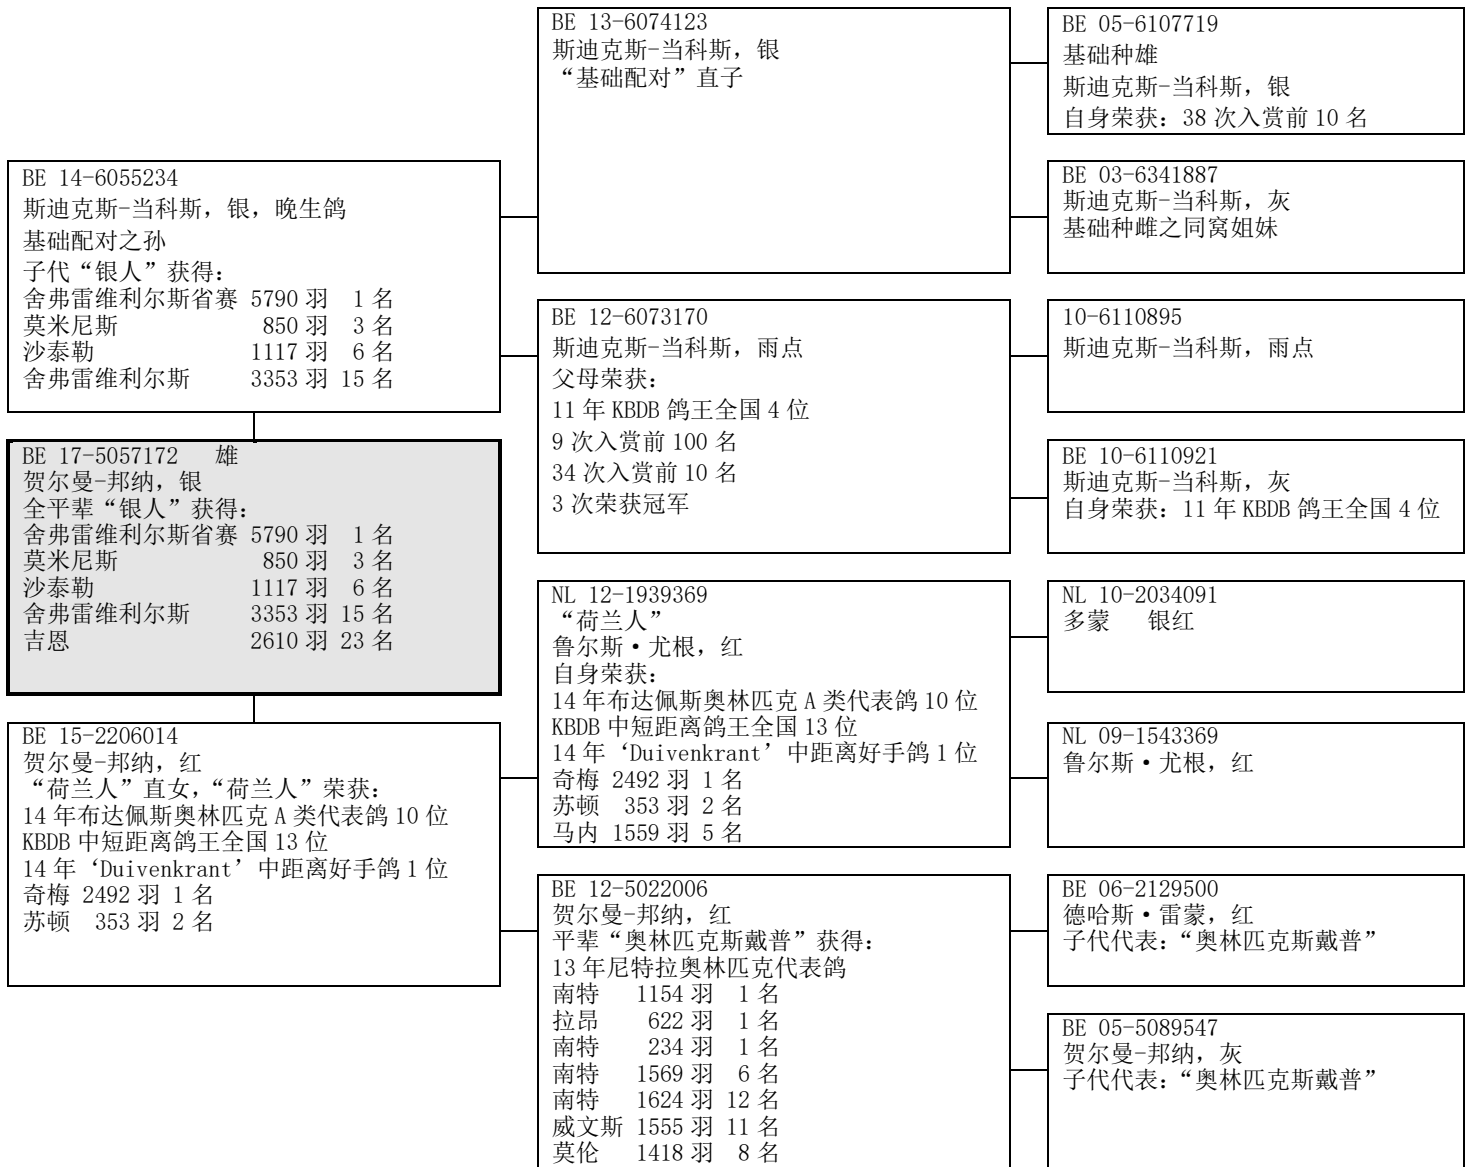 BE 14-6055234
斯迪克斯-当科斯，银，晚生鸽
基础配对之孙
子代“银人”获得：
舍弗雷维利尔斯省赛 5790 羽 1 名
莫米尼斯 850 羽 3 名
沙泰勒 1117 羽 6 名
舍弗雷维利尔斯 3353 羽 15 名
BE 17-5057172 雄
贺尔曼-邦纳，银
全平辈“银人”获得：
舍弗雷维利尔斯省赛 5790 羽 1 名
莫米尼斯 850 羽 3 名
沙泰勒 1117 羽 6 名
舍弗雷维利尔斯 3353 羽 15 名
吉恩 2610 羽 23 名
BE 15-2206014
贺尔曼-邦纳，红
“荷兰人”直女，“荷兰人”荣获：
14 年布达佩斯奥林匹克 A 类代表鸽 10 位
KBDB 中短距离鸽王全国 13 位
14 年‘Duivenkrant’中距离好手鸽 1 位
奇梅 2492 羽 1 名
苏顿 353 羽 2 名
BE 13-6074123
斯迪克斯-当科斯，银
“基础配对”直子
BE 12-6073170
斯迪克斯-当科斯，雨点
父母荣获：
11 年 KBDB 鸽王全国 4 位
9 次入赏前 100 名
34 次入赏前 10 名
3 次荣获冠军
NL 12-1939369
“荷兰人”
鲁尔斯·尤根，红
自身荣获：
14 年布达佩斯奥林匹克 A 类代表鸽 10 位
KBDB 中短距离鸽王全国 13 位
14 年‘Duivenkrant’中距离好手鸽 1 位
奇梅 2492 羽 1 名
苏顿 353 羽 2 名
马内 1559 羽 5 名
BE 12-5022006
贺尔曼-邦纳，红
平辈“奥林匹克斯戴普”获得：
13 年尼特拉奥林匹克代表鸽
南特 1154 羽 1 名
拉昂 622 羽 1 名
南特 234 羽 1 名
南特 1569 羽 6 名
南特 1624 羽 12 名
威文斯 1555 羽 11 名
莫伦 1418 羽 8 名
BE 05-6107719
基础种雄
斯迪克斯-当科斯，银
自身荣获：38 次入赏前 10 名
BE 03-6341887
斯迪克斯-当科斯，灰
基础种雌之同窝姐妹
10-6110895
斯迪克斯-当科斯，雨点
BE 10-6110921
斯迪克斯-当科斯，灰
自身荣获：11 年 KBDB 鸽王全国 4 位
NL 10-2034091
多蒙 银红
NL 09-1543369
鲁尔斯·尤根，红
BE 06-2129500
德哈斯·雷蒙，红
子代代表：“奥林匹克斯戴普”
BE 05-5089547
贺尔曼-邦纳，灰
子代代表：“奥林匹克斯戴普”